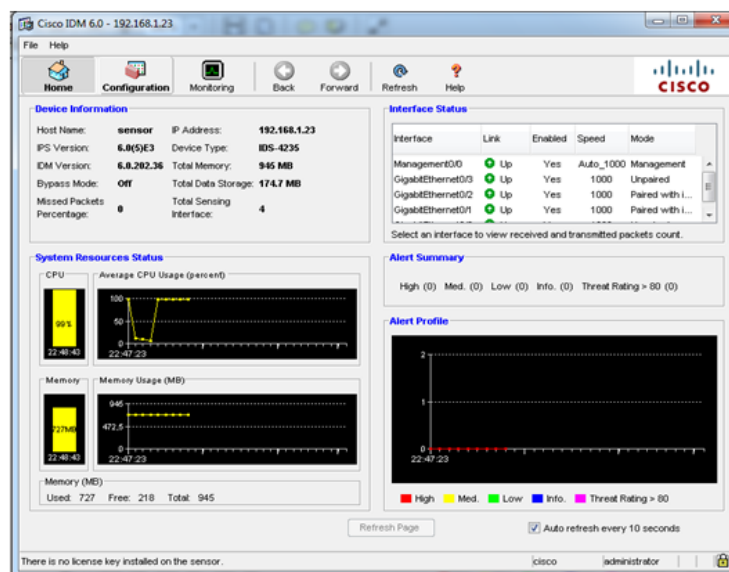 Cisco IDM 6.0 - 192.168.1.23
File Help
Home Configuration Monitoring Back Forward Refresh Help
CISCO
Device Information
Host Name: sensor IP Address: 192.168.1.23
IPS Version: 6.0(5)E3 Device Type: IDS-4235
IDM Version: 6.0.202.36 Total Memory: 945 MB
Bypass Mode: Off Total Data Storage: 174.7 MB
Missed Packets Percentage: 0 Total Sensing Interface: 4
Interface Status
Interface Link Enabled Speed Mode
Management0/0 Up Yes Auto_1000 Management
GigabitEthernet0/3 Up Yes 1000 Unpaired
GigabitEthernet0/2 Up Yes 1000 Paired with i...
GigabitEthernet0/1 Up Yes 1000 Paired with i...
Select an interface to view received and transmitted packets count.
System Resources Status
CPU Average CPU Usage (percent)
100
50
0
99%
22:48:43 22:47:23
Memory Memory Usage (MB)
945
472.5
0
727MB
22:48:43 22:47:23
Memory (MB)
Used: 727 Free: 218 Total: 945
Alert Summary
High (0) Med. (0) Low (0) Info. (0) Threat Rating > 80 (0)
Alert Profile
2
1
0
22:47:23
High Med. Low Info. Threat Rating > 80
Refresh Page Auto refresh every 10 seconds
There is no license key installed on the sensor. cisco administrator